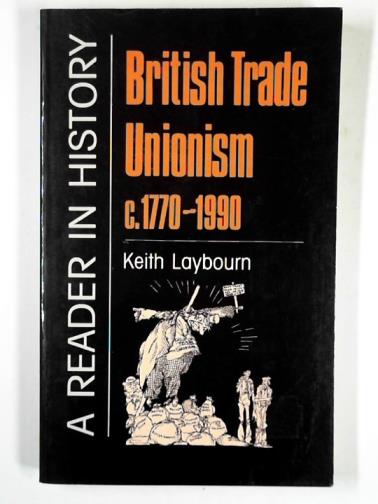 A READER IN HISTORY
British Trade
Unionism
c.1770–1990
Keith Laybourn